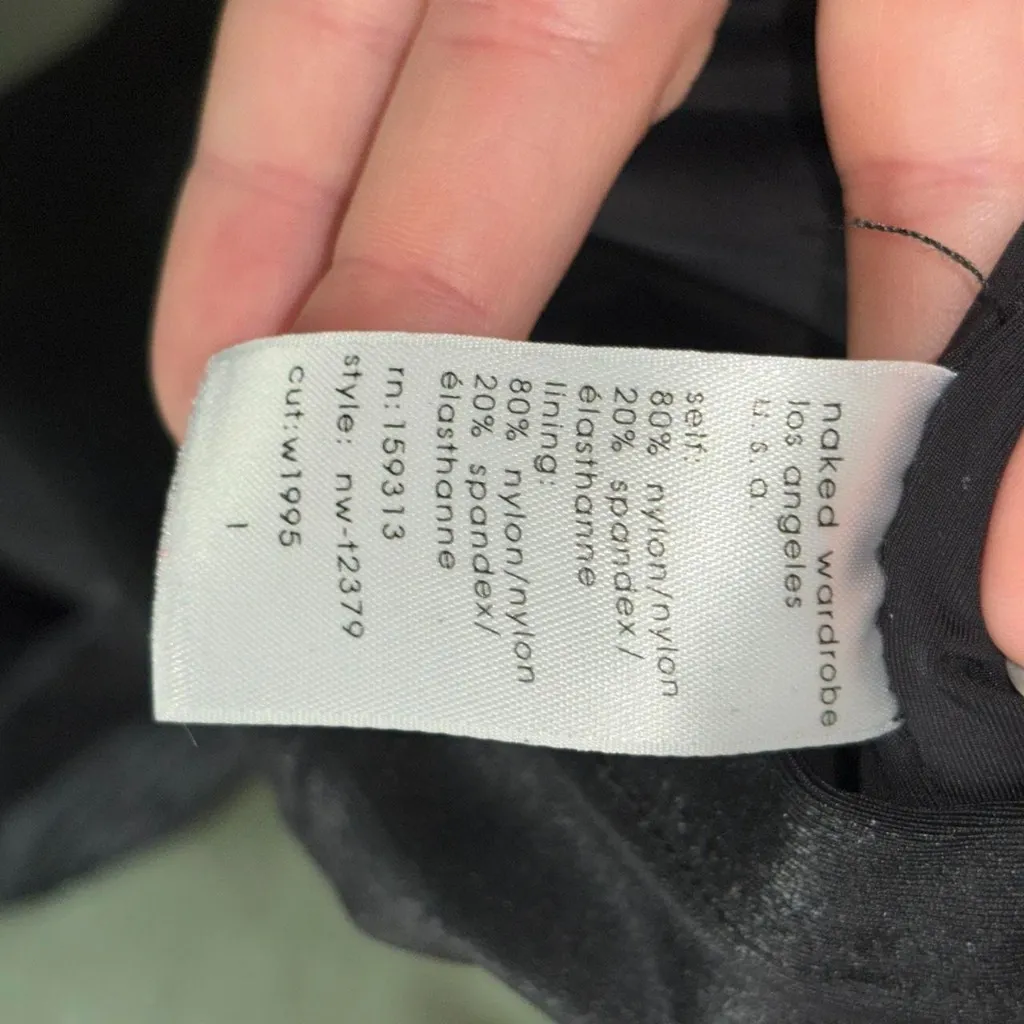 naked wardrobe
los angeles
u.s.a.
self:
80% nylon/nylon
20% spandex/
élasthanne
lining:
80% nylon/nylon
20% spandex/
élasthanne
rn:159313
style: nw-t2379
cut:w1995
1